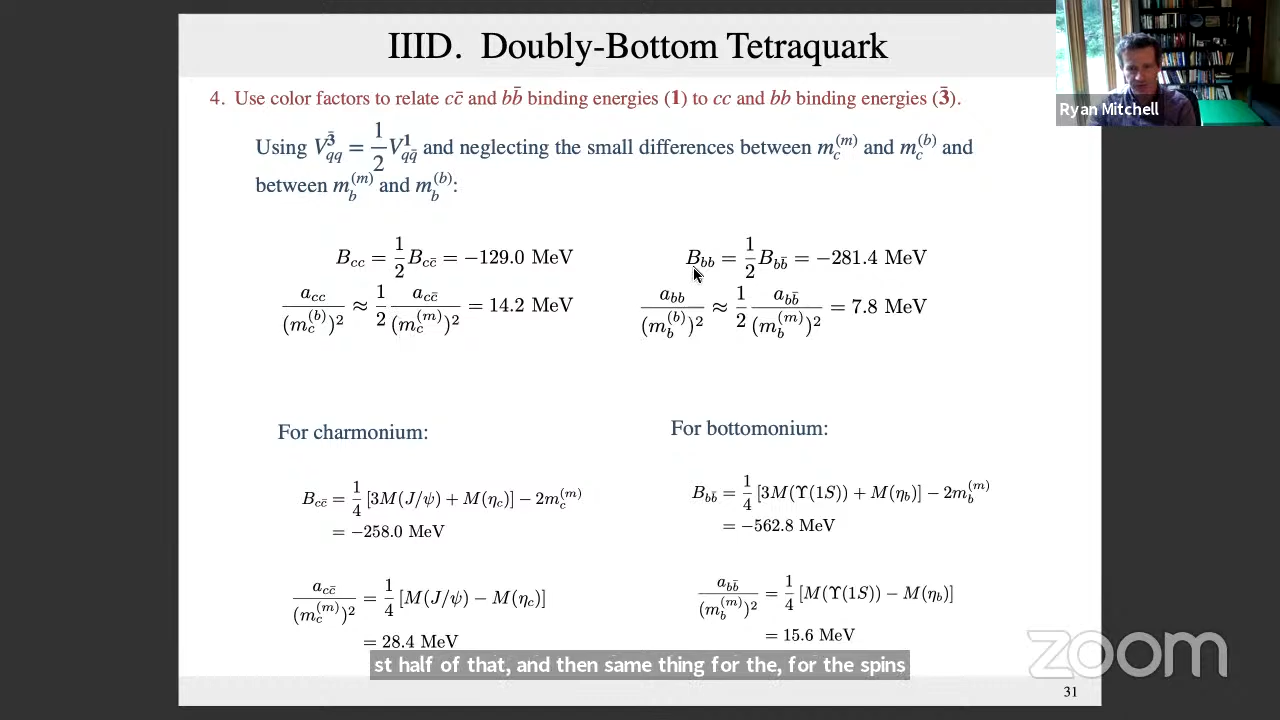 IIID. Doubly-Bottom Tetraquark
Ryan Mitchell
4. Use color factors to relate cc̄ and bb̄ binding energies (1) to cc and bb binding energies (3̄).
Using V_{qq}^{3̄} = 1/2 V_{qq̄}^{1} and neglecting the small differences between m_c^{(m)} and m_c^{(b)} and
between m_b^{(m)} and m_b^{(b)}:
B_{cc} = 1/2 B_{cc̄} = −129.0 MeV
a_{cc}/(m_c^{(b)})^2 ≈ 1/2 a_{cc̄}/(m_c^{(m)})^2 = 14.2 MeV
B_{bb} = 1/2 B_{bb̄} = −281.4 MeV
a_{bb}/(m_b^{(b)})^2 ≈ 1/2 a_{bb̄}/(m_b^{(m)})^2 = 7.8 MeV
For charmonium:
B_{cc̄} = 1/4 [3M(J/ψ) + M(η_c)] − 2m_c^{(m)}
= −258.0 MeV
a_{cc̄}/(m_c^{(m)})^2 = 1/4 [M(J/ψ) − M(η_c)]
= 28.4 MeV
For bottomonium:
B_{bb̄} = 1/4 [3M(Υ(1S)) + M(η_b)] − 2m_b^{(m)}
= −562.8 MeV
a_{bb̄}/(m_b^{(m)})^2 = 1/4 [M(Υ(1S)) − M(η_b)]
= 15.6 MeV
st half of that, and then same thing for the, for the spins
zoom
31